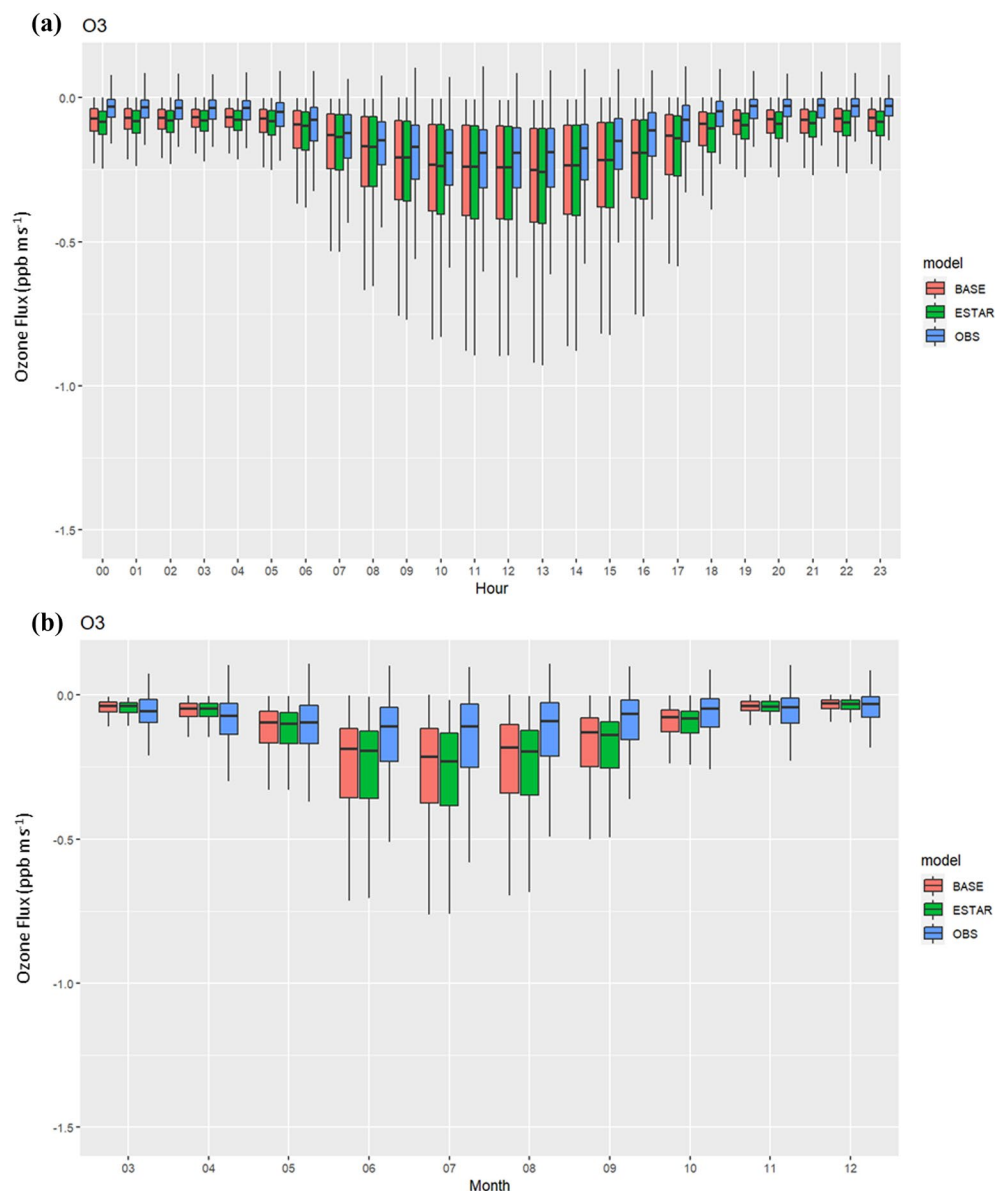 (a) O3
Ozone Flux (ppb m s-1)
0.0
-0.5
-1.0
-1.5
00 01 02 03 04 05 06 07 08 09 10 11 12 13 14 15 16 17 18 19 20 21 22 23
Hour
model
BASE
ESTAR
OBS
(b) O3
Ozone Flux (ppb m s-1)
0.0
-0.5
-1.0
-1.5
03 04 05 06 07 08 09 10 11 12
Month
model
BASE
ESTAR
OBS